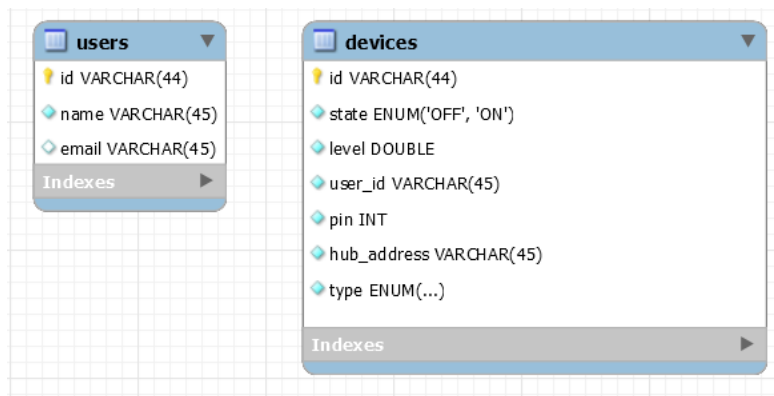 users
id VARCHAR(44)
name VARCHAR(45)
email VARCHAR(45)
Indexes
devices
id VARCHAR(44)
state ENUM('OFF', 'ON')
level DOUBLE
user_id VARCHAR(45)
pin INT
hub_address VARCHAR(45)
type ENUM(...)
Indexes